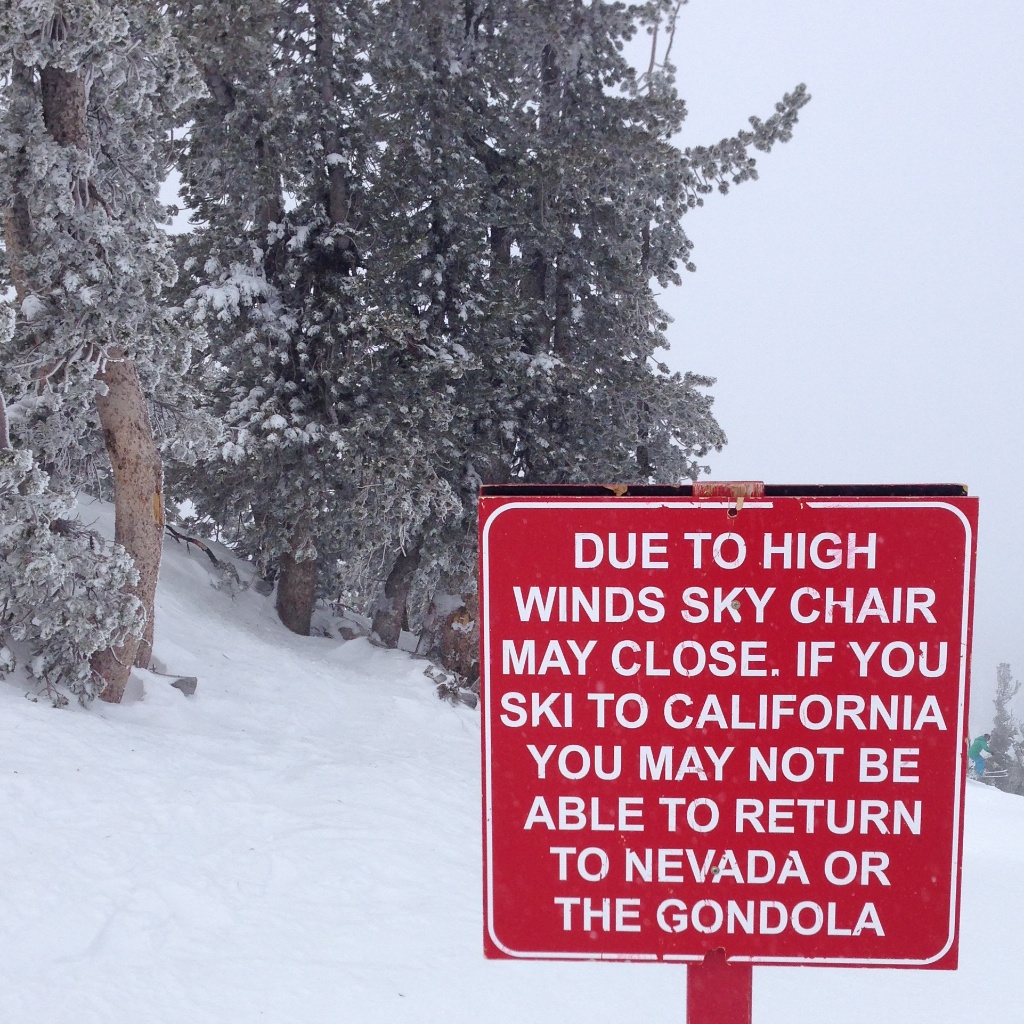 DUE TO HIGH
WINDS SKY CHAIR
MAY CLOSE. IF YOU
SKI TO CALIFORNIA
YOU MAY NOT BE
ABLE TO RETURN
TO NEVADA OR
THE GONDOLA